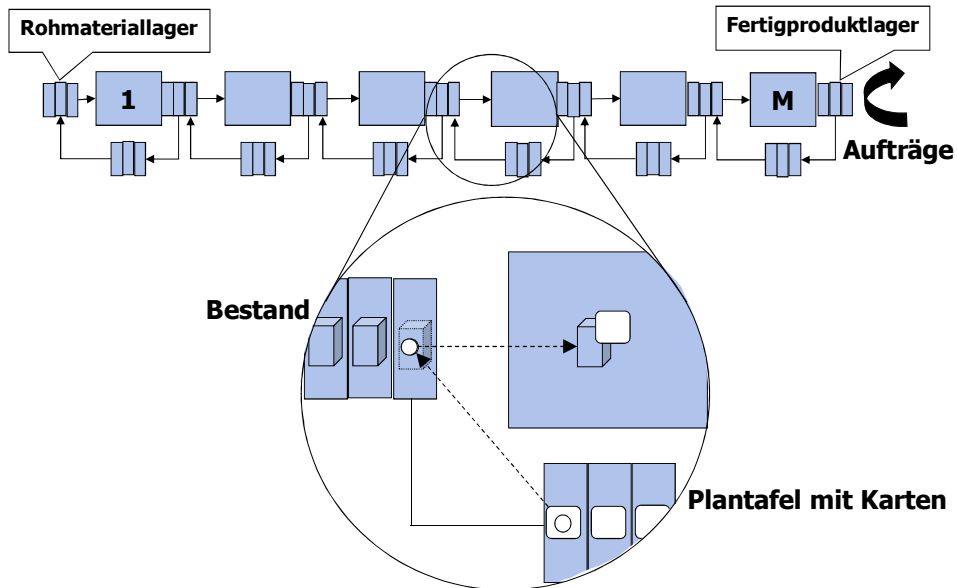 Rohmateriallager
Fertigproduktlager
1
M
Aufträge
Bestand
Plantafel mit Karten